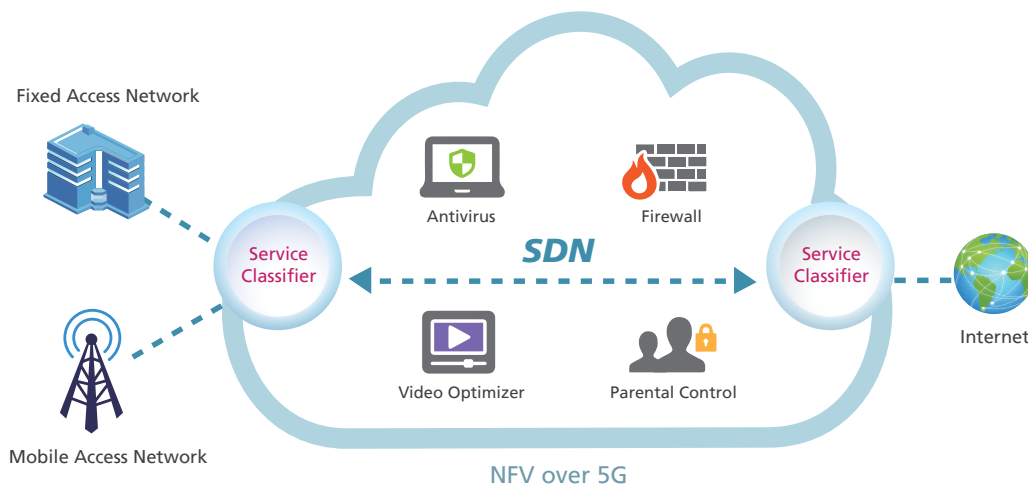 Fixed Access Network
Antivirus
Firewall
Service
Classifier
SDN
Service
Classifier
Internet
Video Optimizer
Parental Control
Mobile Access Network
NFV over 5G